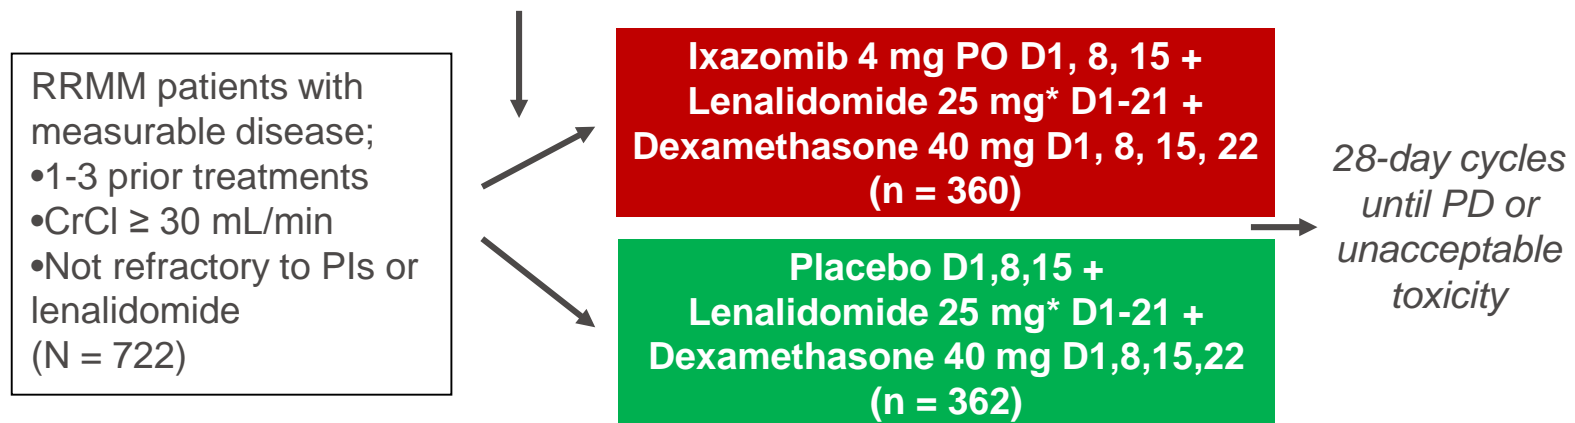 RRMM patients with
measurable disease;
•1-3 prior treatments
•CrCl ≥ 30 mL/min
•Not refractory to PIs or
lenalidomide
(N = 722)
Ixazomib 4 mg PO D1, 8, 15 +
Lenalidomide 25 mg* D1-21 +
Dexamethasone 40 mg D1, 8, 15, 22
(n = 360)
Placebo D1,8,15 +
Lenalidomide 25 mg* D1-21 +
Dexamethasone 40 mg D1,8,15,22
(n = 362)
28-day cycles
until PD or
unacceptable
toxicity